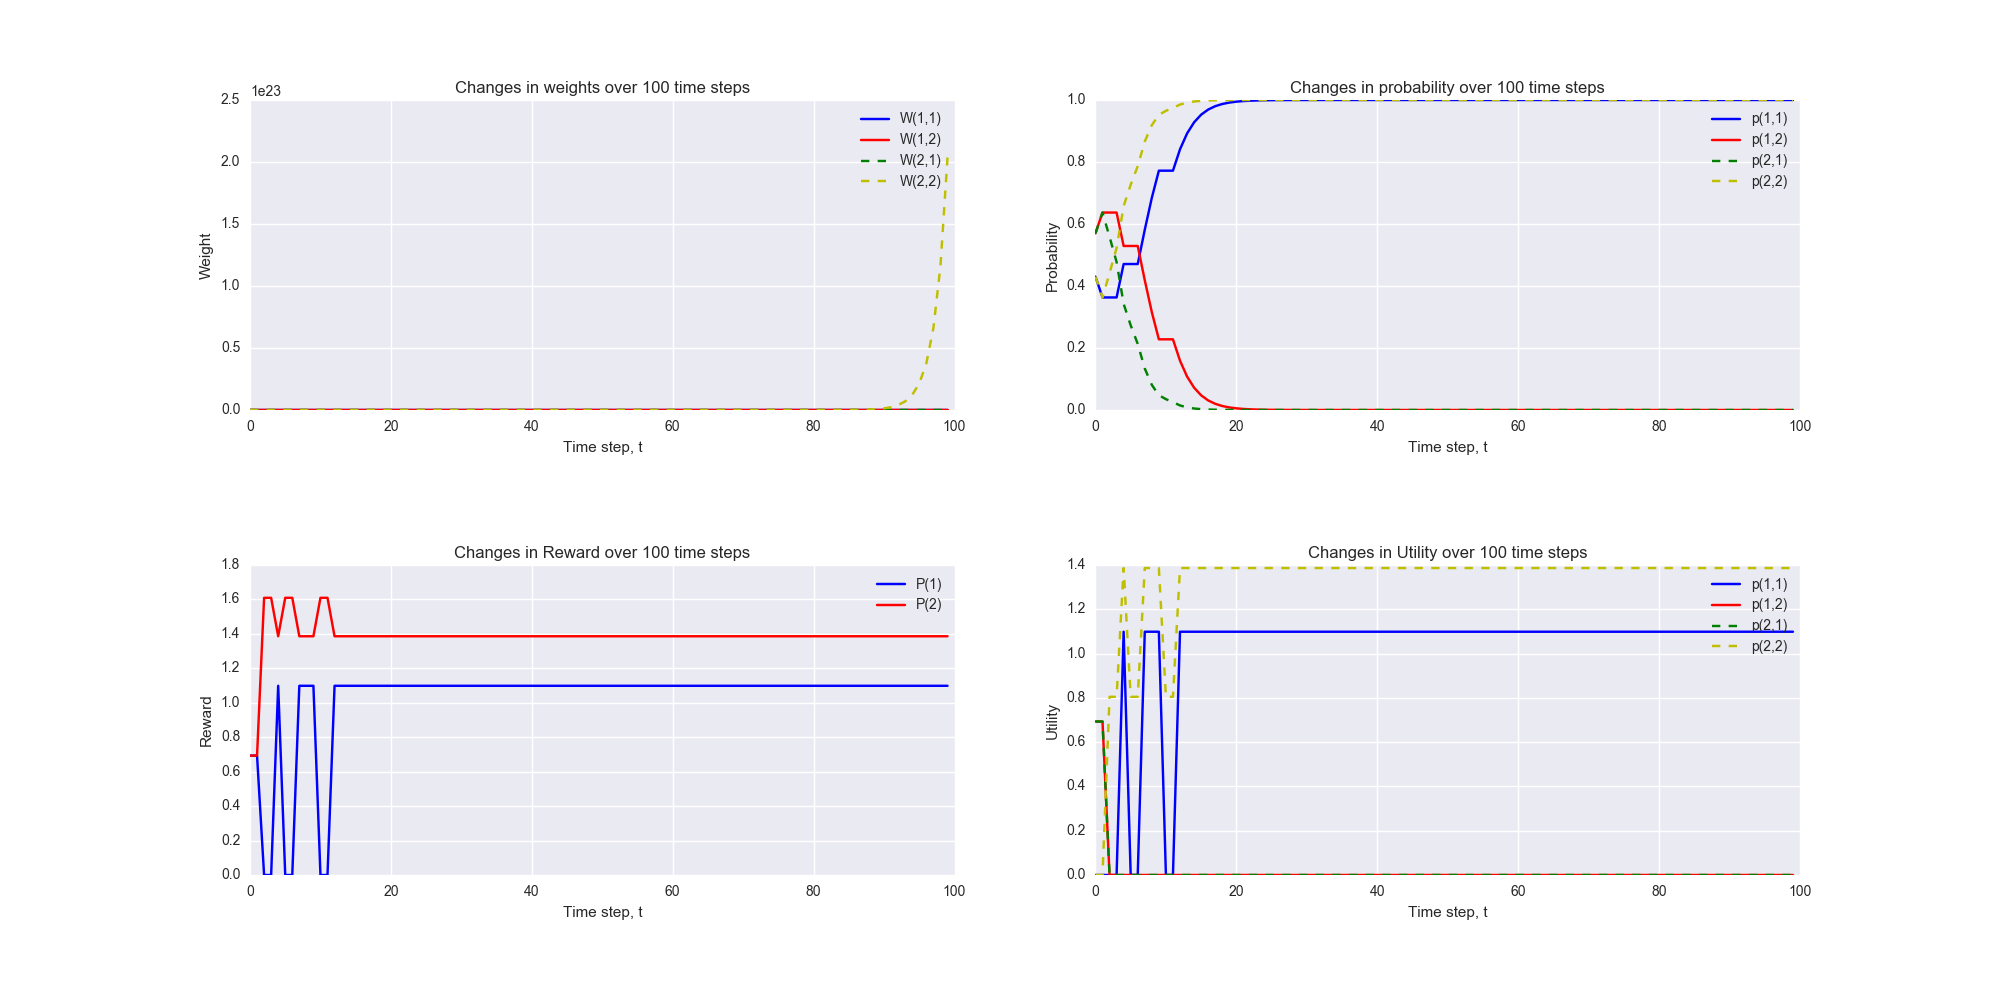 Changes in weights over 100 time steps
1e23
2.5
2.0
1.5
1.0
0.5
0.0
Weight
0 20 40 60 80 100
Time step, t
W(1,1)
W(1,2)
W(2,1)
W(2,2)
Changes in probability over 100 time steps
1.0
0.8
0.6
0.4
0.2
0.0
Probability
0 20 40 60 80 100
Time step, t
p(1,1)
p(1,2)
p(2,1)
p(2,2)
Changes in Reward over 100 time steps
1.8
1.6
1.4
1.2
1.0
0.8
0.6
0.4
0.2
0.0
Reward
0 20 40 60 80 100
Time step, t
P(1)
P(2)
Changes in Utility over 100 time steps
1.4
1.2
1.0
0.8
0.6
0.4
0.2
0.0
Utility
0 20 40 60 80 100
Time step, t
p(1,1)
p(1,2)
p(2,1)
p(2,2)